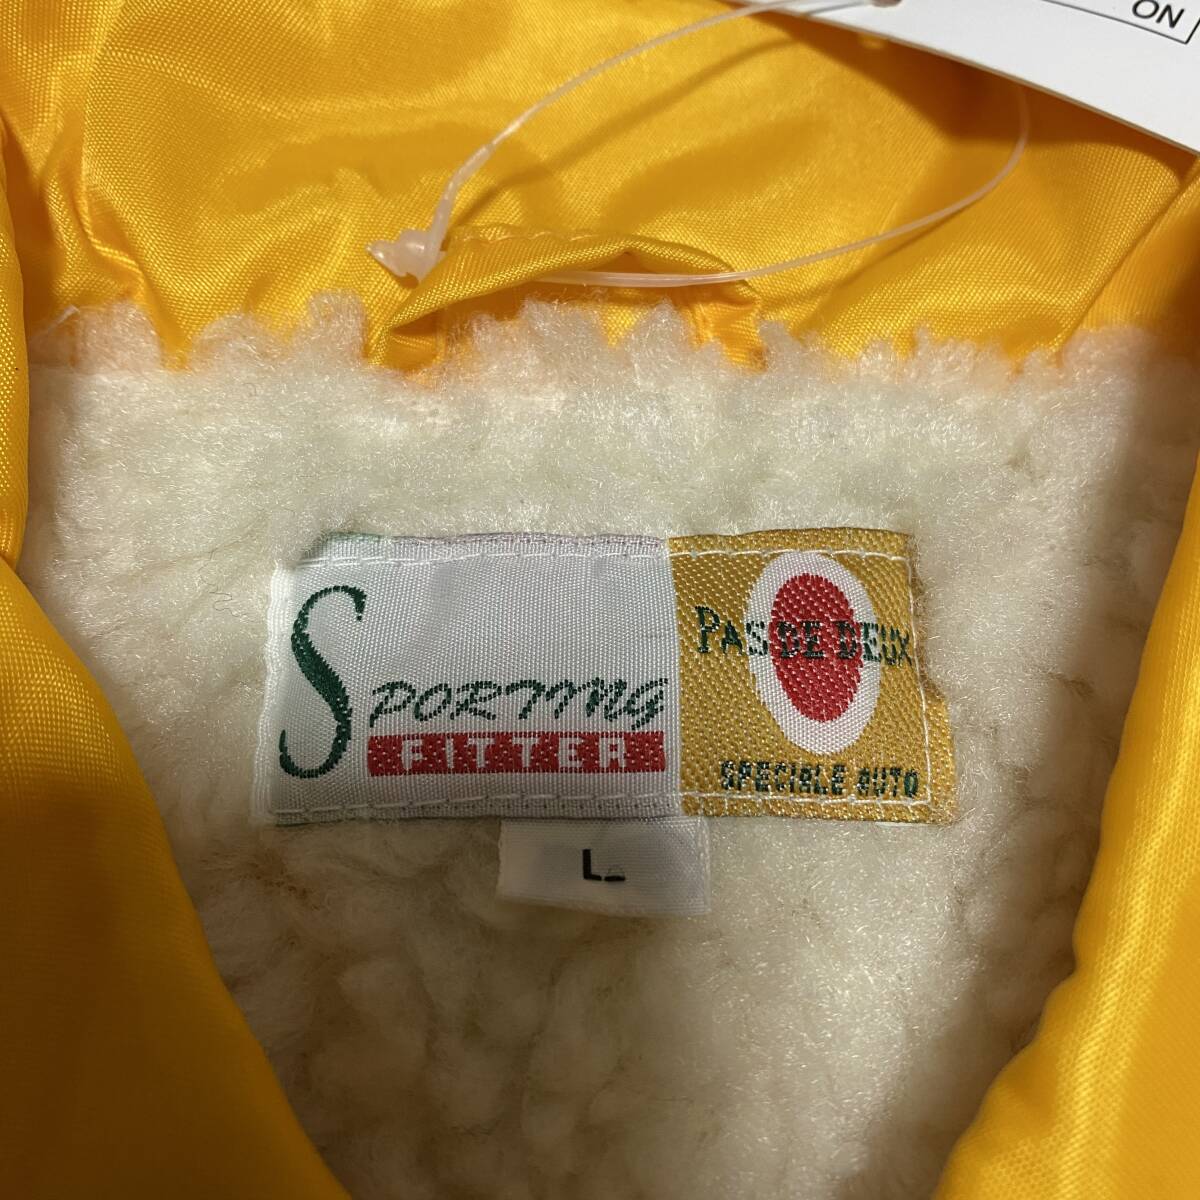 ON
SPORTING
FITTER
PAS DE DEUX
SPECIALE AUTO
L